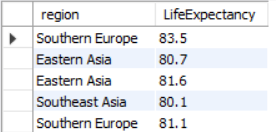 region LifeExpectancy
Southern Europe 83.5
Eastern Asia 80.7
Eastern Asia 81.6
Southeast Asia 80.1
Southern Europe 81.1